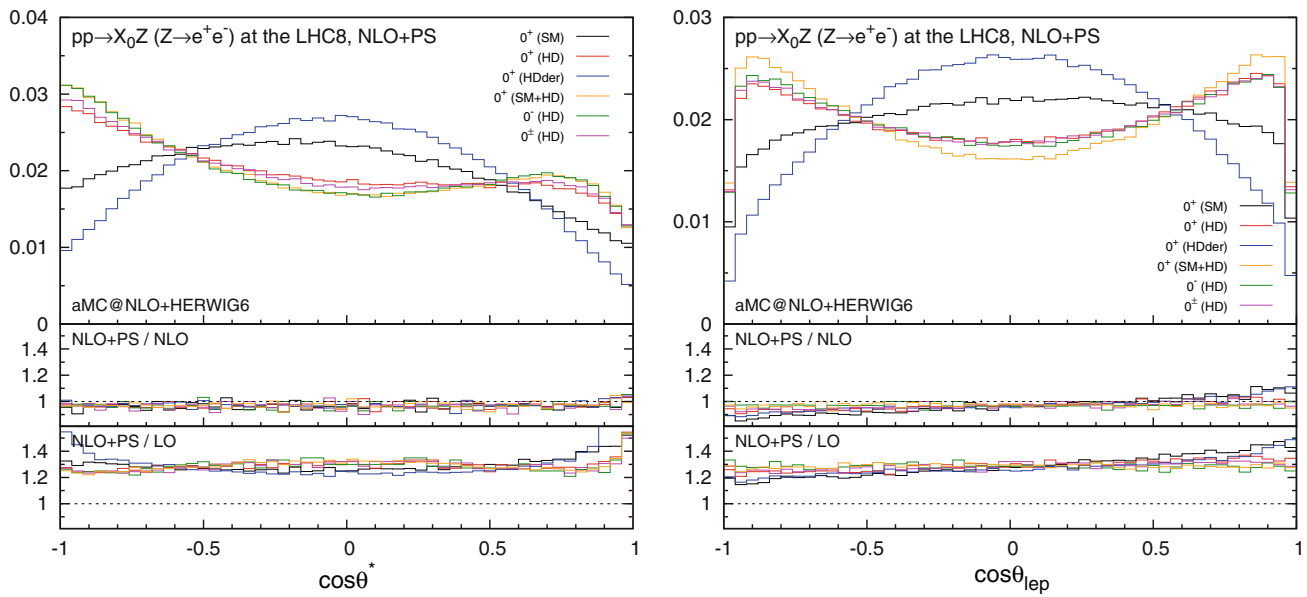 pp→X₀Z (Z→e⁺e⁻) at the LHC8, NLO+PS
0⁺ (SM)
0⁺ (HD)
0⁺ (HDder)
0⁺ (SM+HD)
0⁻ (HD)
0± (HD)
aMC@NLO+HERWIG6
0.04
0.03
0.02
0.01
0
NLO+PS / NLO
1.4
1.2
1
NLO+PS / LO
1.4
1.2
1
-1 -0.5 0 0.5 1
cosθ*
pp→X₀Z (Z→e⁺e⁻) at the LHC8, NLO+PS
0⁺ (SM)
0⁺ (HD)
0⁺ (HDder)
0⁺ (SM+HD)
0⁻ (HD)
0± (HD)
aMC@NLO+HERWIG6
0.03
0.02
0.01
0
NLO+PS / NLO
1.4
1.2
1
NLO+PS / LO
1.4
1.2
1
-1 -0.5 0 0.5 1
cosθlep